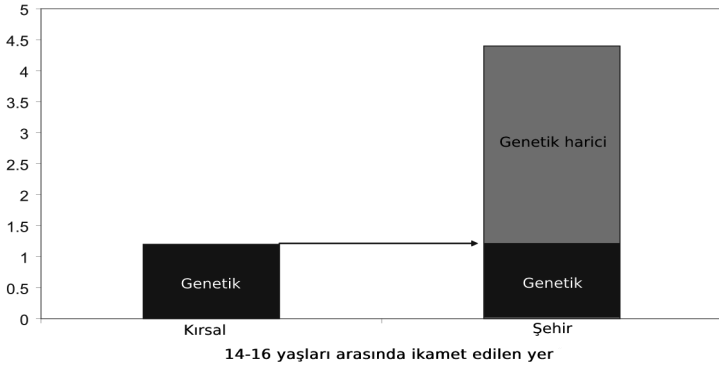 5
4.5
4
3.5
3
2.5
2
1.5
1
0.5
0
Genetik harici
Genetik
Genetik
Kırsal
Şehir
14-16 yaşları arasında ikamet edilen yer